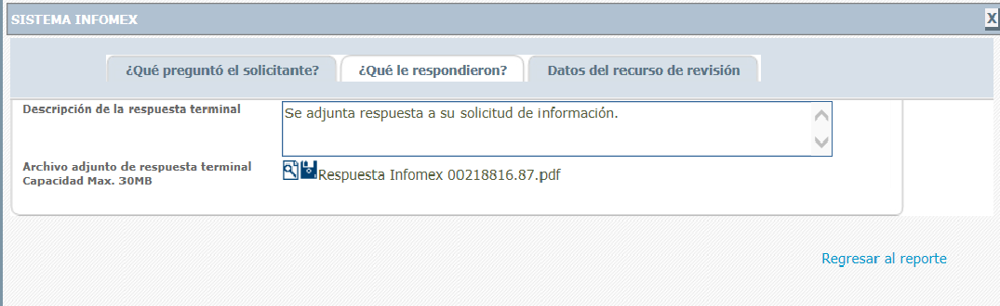 SISTEMA INFOMEX
X
¿Qué preguntó el solicitante?
¿Qué le respondieron?
Datos del recurso de revisión
Descripción de la respuesta terminal
Se adjunta respuesta a su solicitud de información.
Archivo adjunto de respuesta terminal
Capacidad Max. 30MB
Respuesta Infomex 00218816.87.pdf
Regresar al reporte